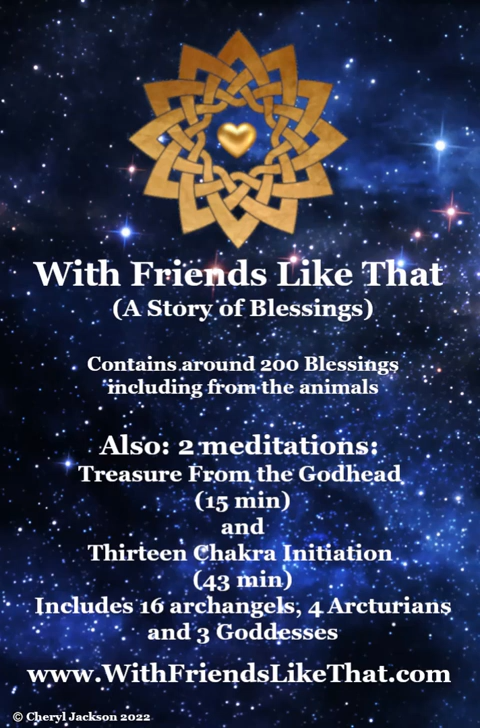 With Friends Like That
(A Story of Blessings)
Contains around 200 Blessings
including from the animals
Also: 2 meditations:
Treasure From the Godhead
(15 min)
and
Thirteen Chakra Initiation
(43 min)
Includes 16 archangels, 4 Arcturians
and 3 Goddesses
www.WithFriendsLikeThat.com
© Cheryl Jackson 2022